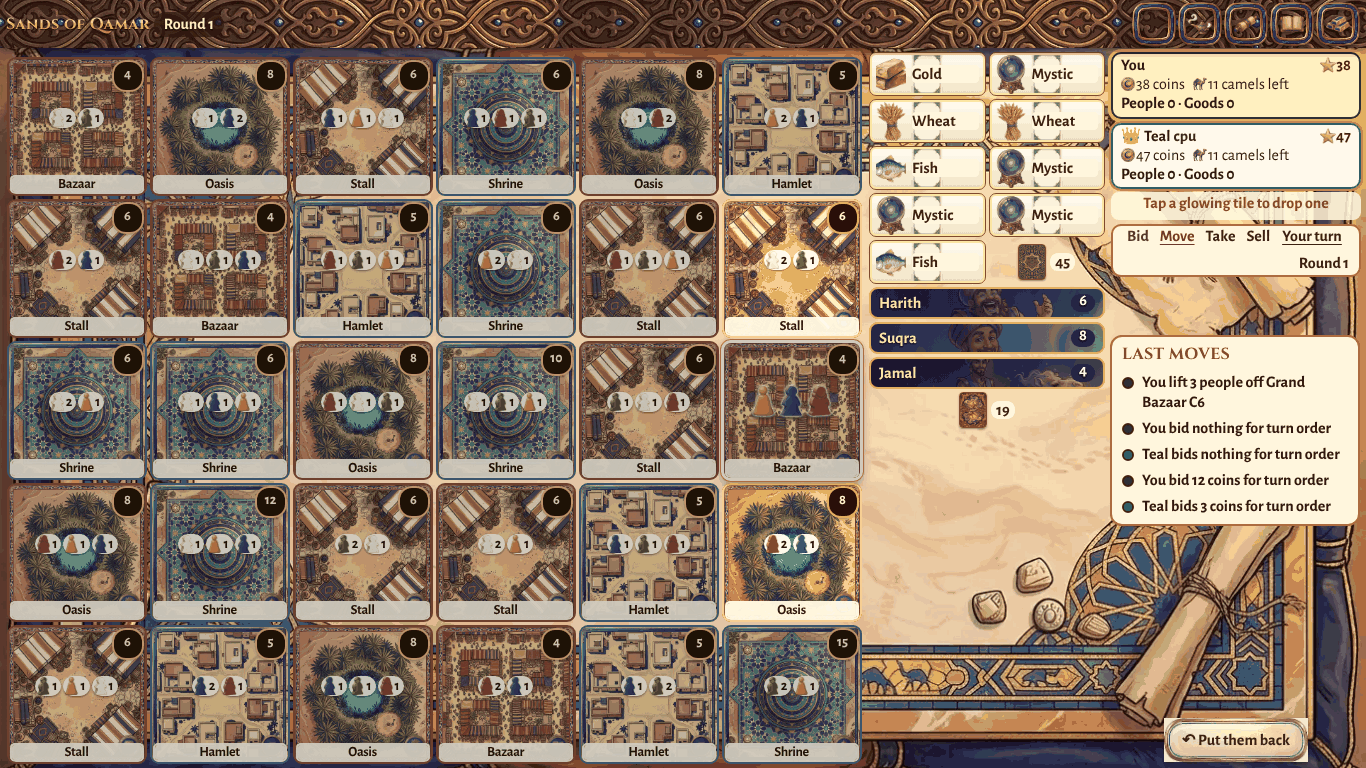 Sands of Qamar Round 1
4 8 6 6 8 5
2 1 1 2 1 1 1 1 1 1 1 2 2 1
Bazaar Oasis Stall Shrine Oasis Hamlet
6 4 5 6 6 6
2 1 1 1 1 1 1 1 2 1 1 1 1 2 1
Stall Bazaar Hamlet Shrine Stall Stall
6 6 8 10 6 4
2 1 1 1 1 1 1 1 1 1 1 1 1 1
Shrine Shrine Oasis Shrine Stall Bazaar
8 12 6 6 5 8
1 1 1 1 1 1 2 1 2 1 1 1 1 2 1
Oasis Shrine Stall Stall Hamlet Oasis
6 5 8 4 5 15
1 1 1 2 1 1 1 1 2 1 1 2 2 1
Stall Hamlet Oasis Bazaar Hamlet Shrine
Gold Mystic
Wheat Wheat
Fish Mystic
Mystic Mystic
Fish 45
Harith 6
Suqra 8
Jamal 4
19
You 38
38 coins 11 camels left
People 0 · Goods 0
Teal cpu 47
47 coins 11 camels left
People 0 · Goods 0
Tap a glowing tile to drop one
Bid Move Take Sell Your turn
Round 1
LAST MOVES
You lift 3 people off Grand
Bazaar C6
You bid nothing for turn order
Teal bids nothing for turn order
You bid 12 coins for turn order
Teal bids 3 coins for turn order
↶ Put them back